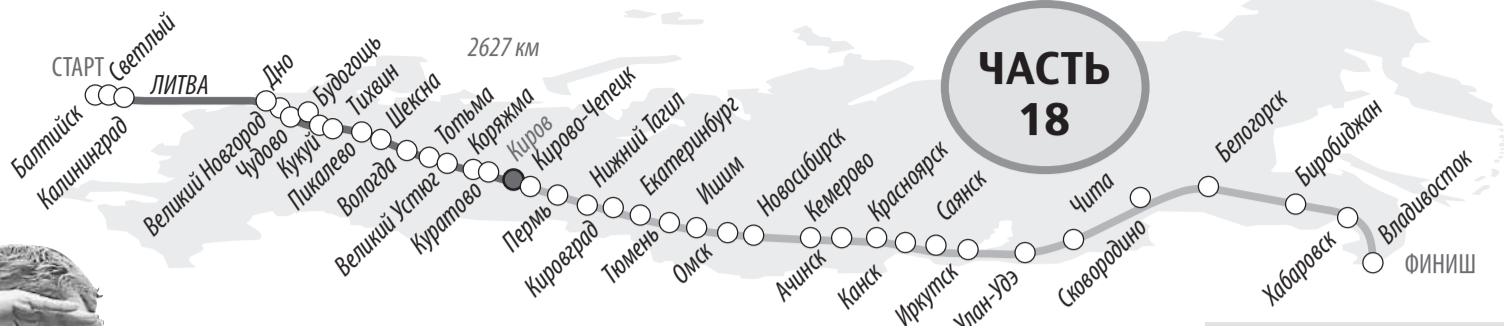 СТАРТ
Балтийск
Светлый
Калининград
ЛИТВА
Дно
Великий Новгород
Чудово
Будогощь
Кукуй
Тихвин
Пикалево
Шексна
Вологда
Тотьма
Великий Устюг
Коряжма
Куратово
2627 км
Киров
Кирово-Чепецк
Пермь
Кировград
Нижний Тагил
Екатеринбург
Тюмень
Ишим
Омск
Новосибирск
Кемерово
Ачинск
Красноярск
Канск
Саянск
Иркутск
Улан-Удэ
Чита
Сковородино
Белогорск
Биробиджан
Хабаровск
Владивосток
ФИНИШ
ЧАСТЬ
18